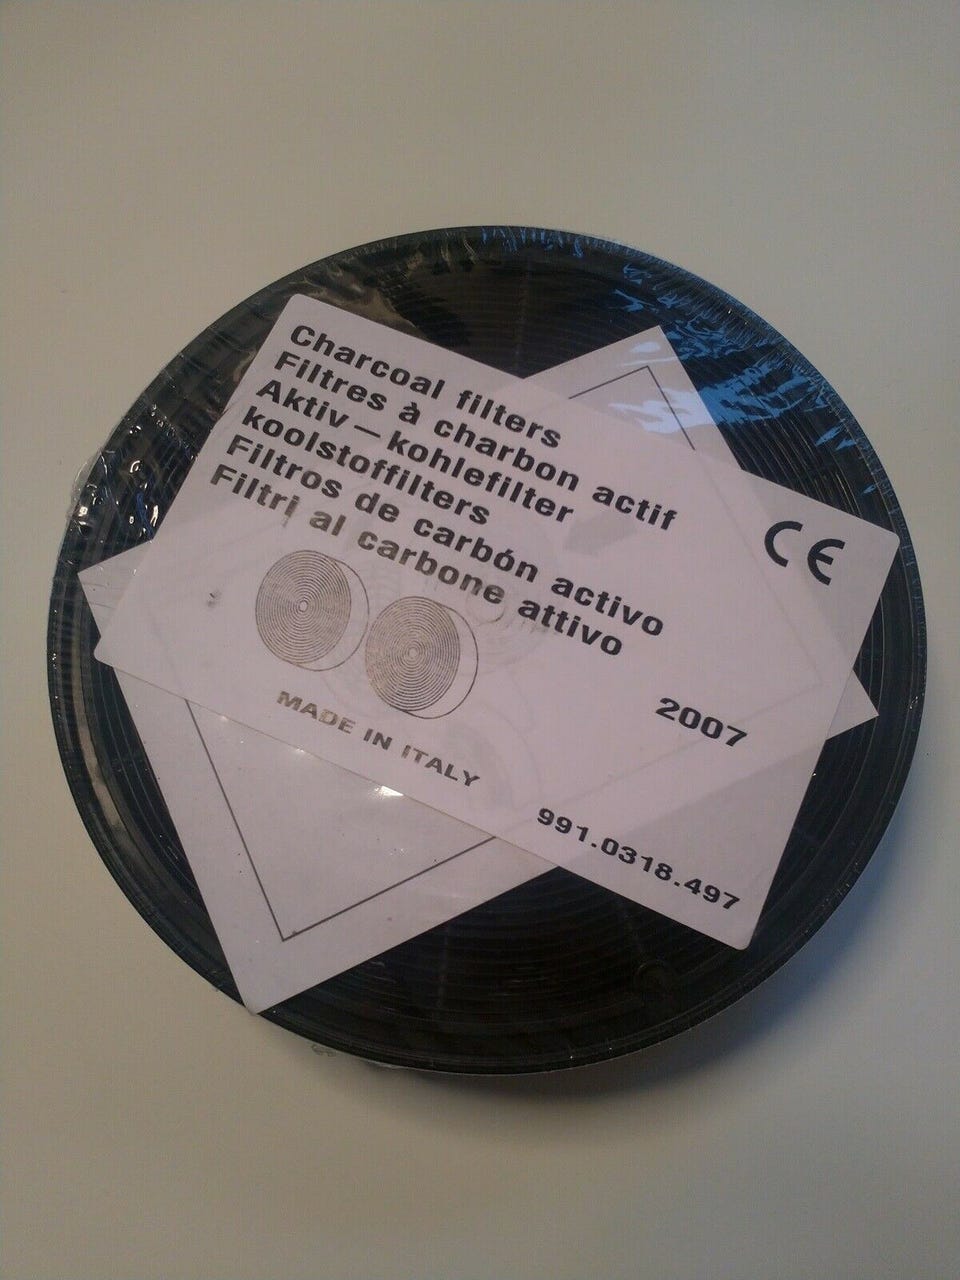 Charcoal filters
Filtres à charbon actif
Aktiv – kohlefilter
koolstoffilters
Filtros de carbón activo
Filtri al carbone attivo
CE
MADE IN ITALY
2007
991.0318.497